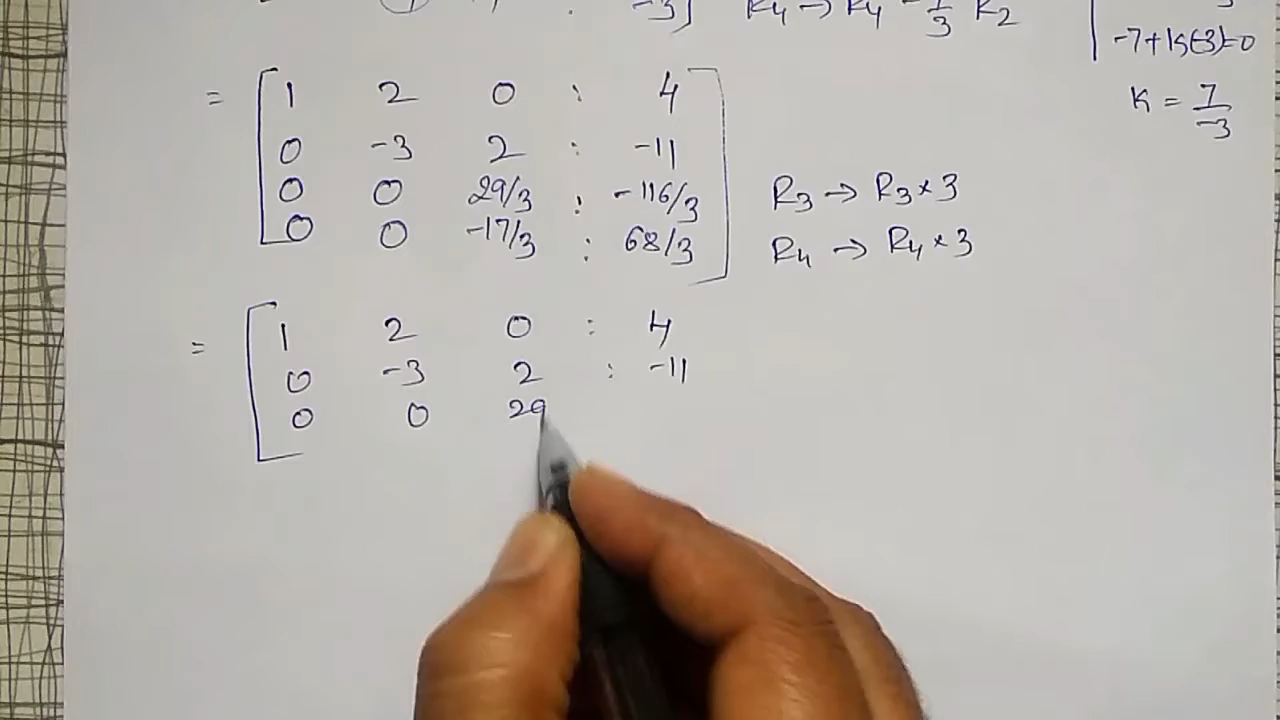 -3] R4 → R4 - 7/3 R2
-7+k(-3)=0
K = 7/-3
= [ 1 2 0 : 4 ]
0 -3 2 : -11
0 0 29/3 : -116/3 R3 → R3 × 3
0 0 -17/3 : 68/3 R4 → R4 × 3
= [ 1 2 0 : 4
0 -3 2 : -11
0 0 29